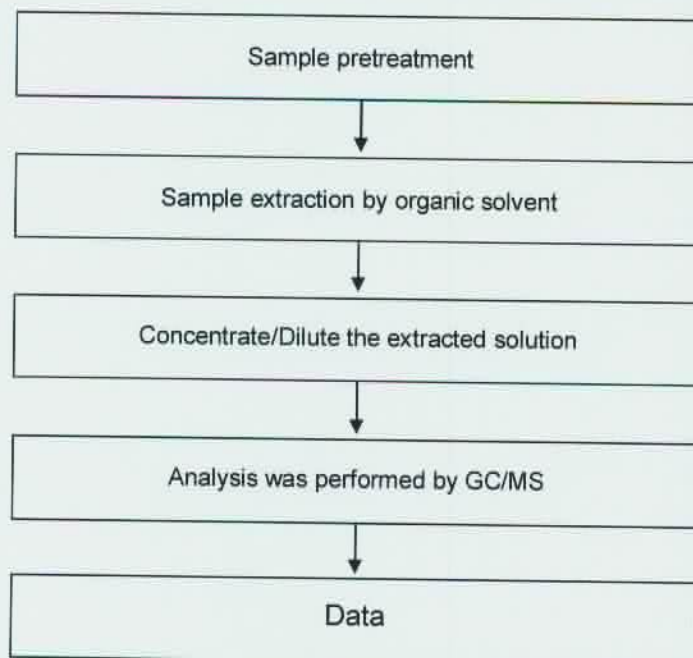 Sample pretreatment
Sample extraction by organic solvent
Concentrate/Dilute the extracted solution
Analysis was performed by GC/MS
Data